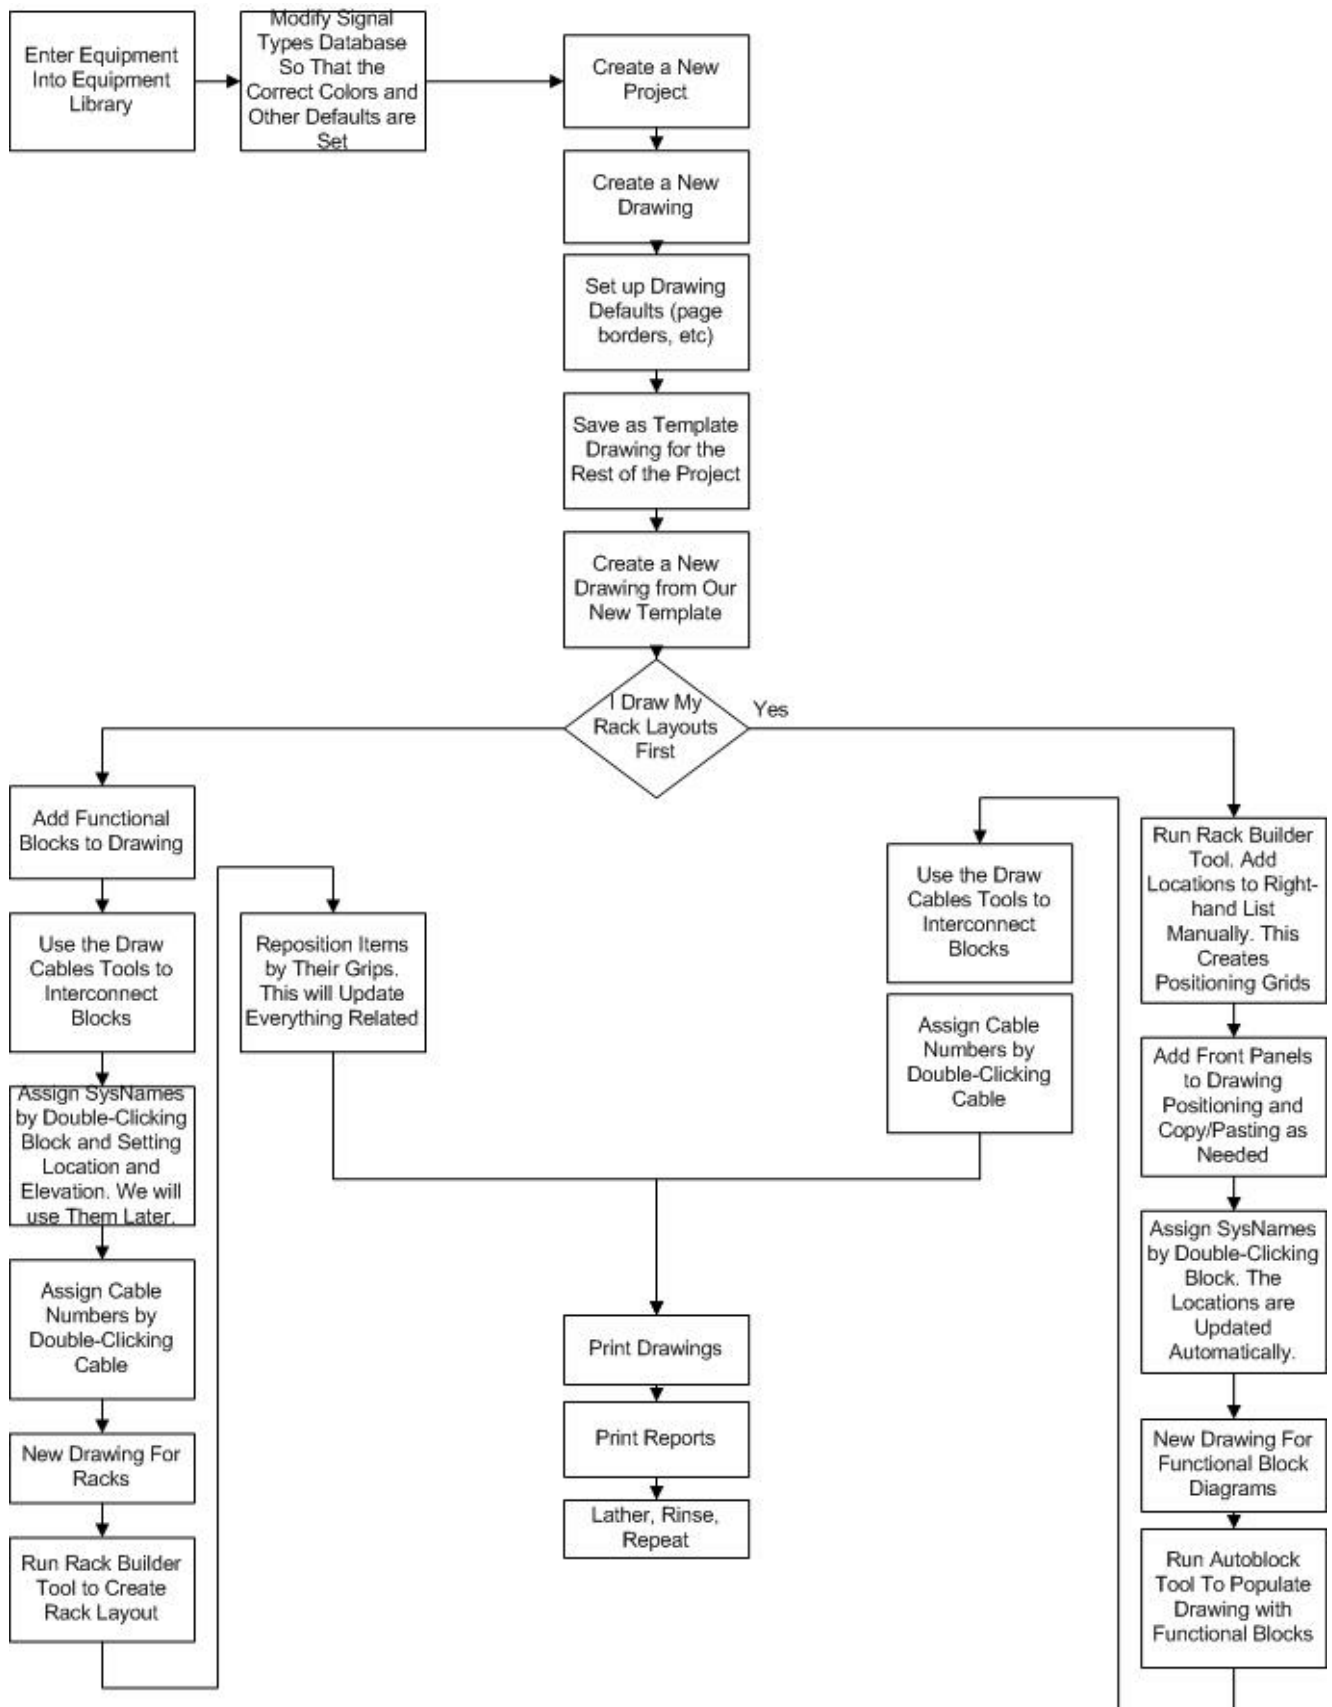 Enter Equipment
Into Equipment
Library
Modify Signal
Types Database
So That the
Correct Colors and
Other Defaults are
Set
Create a New
Project
Create a New
Drawing
Set up Drawing
Defaults (page
borders, etc)
Save as Template
Drawing for the
Rest of the Project
Create a New
Drawing from Our
New Template
I Draw My
Rack Layouts
First
Yes
Add Functional
Blocks to Drawing
Use the Draw
Cables Tools to
Interconnect
Blocks
Assign SysNames
by Double-Clicking
Block and Setting
Location and
Elevation. We will
use Them Later.
Assign Cable
Numbers by
Double-Clicking
Cable
New Drawing For
Racks
Run Rack Builder
Tool to Create
Rack Layout
Reposition Items
by Their Grips.
This will Update
Everything Related
Run Rack Builder
Tool. Add
Locations to Right-
hand List
Manually. This
Creates
Positioning Grids
Add Front Panels
to Drawing
Positioning and
Copy/Pasting as
Needed
Assign SysNames
by Double-Clicking
Block. The
Locations are
Updated
Automatically.
New Drawing For
Functional Block
Diagrams
Run Autoblock
Tool To Populate
Drawing with
Functional Blocks
Use the Draw
Cables Tools to
Interconnect
Blocks
Assign Cable
Numbers by
Double-Clicking
Cable
Print Drawings
Print Reports
Lather, Rinse,
Repeat